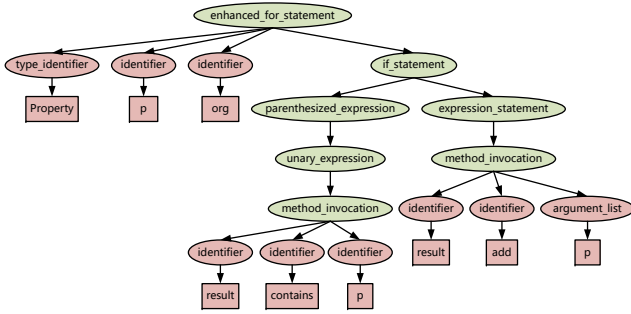 enhanced_for_statement
type_identifier identifier identifier if_statement
Property p org parenthesized_expression expression_statement
unary_expression method_invocation
method_invocation identifier identifier argument_list
identifier identifier identifier result add p
result contains p